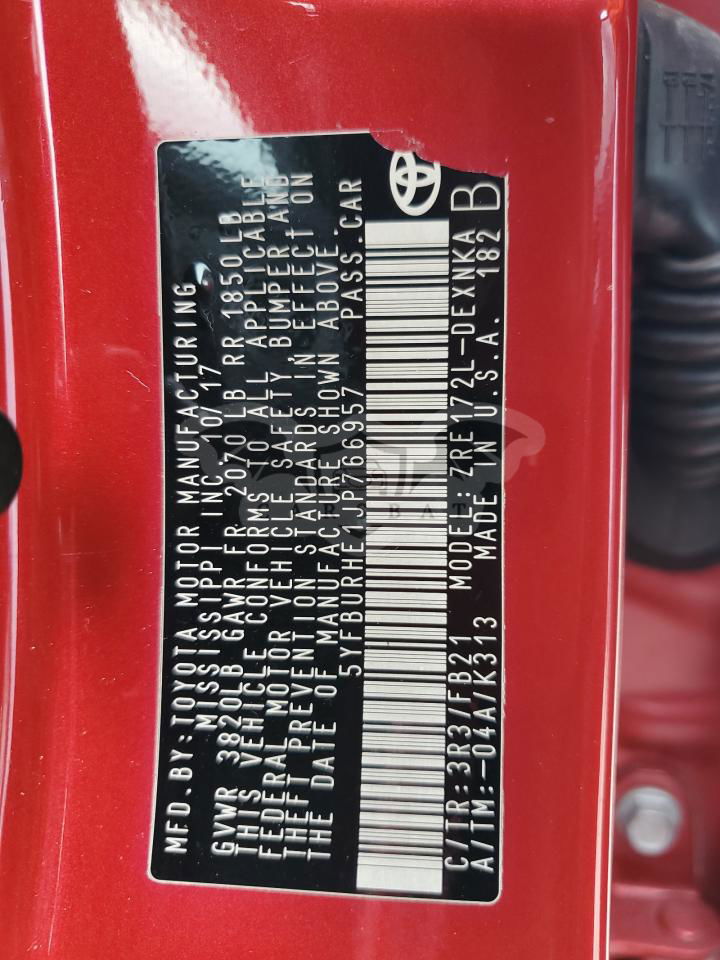 MFD.BY:TOYOTA MOTOR MANUFACTURING
MISSISSIPPI INC. 10/17
GVWR 3820LB GAWR FR 2070LB RR 1850LB
THIS VEHICLE CONFORMS TO ALL APPLICABLE
FEDERAL MOTOR VEHICLE SAFETY, BUMPER AND
THEFT PREVENTION STANDARDS IN EFFECT ON
THE DATE OF MANUFACTURE SHOWN ABOVE.
5YFBURHE1JP766957 PASS.CAR
C/TR:3R3/FB21 MODEL: ZRE172L-DEXNKA
A/TM:-04A/K313 MADE IN U.S.A. 182 B